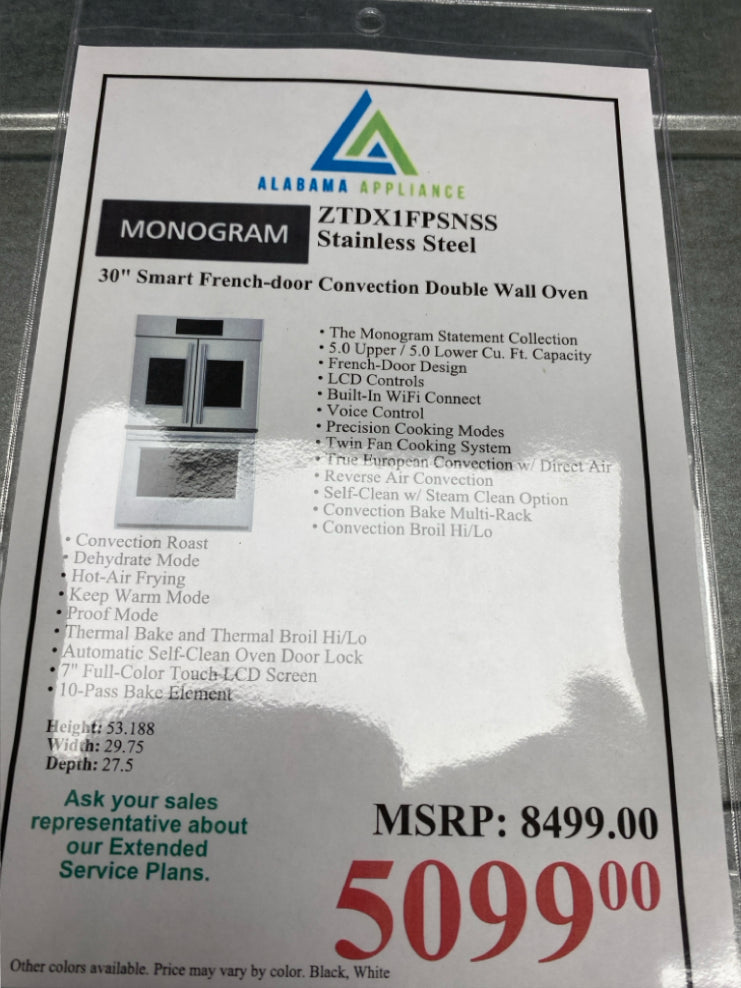 ALABAMA APPLIANCE
MONOGRAM
ZTDX1FPSNSS
Stainless Steel
30" Smart French-door Convection Double Wall Oven
• The Monogram Statement Collection
• 5.0 Upper / 5.0 Lower Cu. Ft. Capacity
• French-Door Design
• LCD Controls
• Built-In WiFi Connect
• Voice Control
• Precision Cooking Modes
• Twin Fan Cooking System
• True European Convection w/ Direct Air
• Reverse Air Convection
• Self-Clean w/ Steam Clean Option
• Convection Bake Multi-Rack
• Convection Broil Hi/Lo
• Convection Roast
• Dehydrate Mode
• Hot-Air Frying
• Keep Warm Mode
• Proof Mode
• Thermal Bake and Thermal Broil Hi/Lo
• Automatic Self-Clean Oven Door Lock
• 7" Full-Color Touch LCD Screen
• 10-Pass Bake Element
Height: 53.188
Width: 29.75
Depth: 27.5
Ask your sales
representative about
our Extended
Service Plans.
MSRP: 8499.00
5099 00
Other colors available. Price may vary by color. Black, White